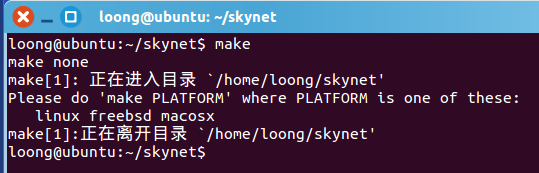 loong@ubuntu: ~/skynet
loong@ubuntu:~/skynet$ make
make none
make[1]: 正在进入目录 `/home/loong/skynet'
Please do 'make PLATFORM' where PLATFORM is one of these:
   linux freebsd macosx
make[1]:正在离开目录 `/home/loong/skynet'
loong@ubuntu:~/skynet$